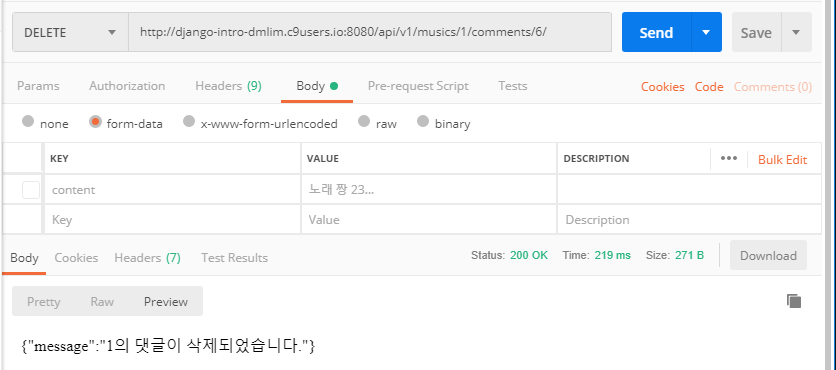 DELETE http://django-intro-dmlim.c9users.io:8080/api/v1/musics/1/comments/6/ Send Save
Params Authorization Headers (9) Body Pre-request Script Tests Cookies Code Comments (0)
none form-data x-www-form-urlencoded raw binary
KEY VALUE DESCRIPTION ••• Bulk Edit
content 노래 짱 23...
Key Value Description
Body Cookies Headers (7) Test Results Status: 200 OK Time: 219 ms Size: 271 B Download
Pretty Raw Preview
{"message":"1의 댓글이 삭제되었습니다."}